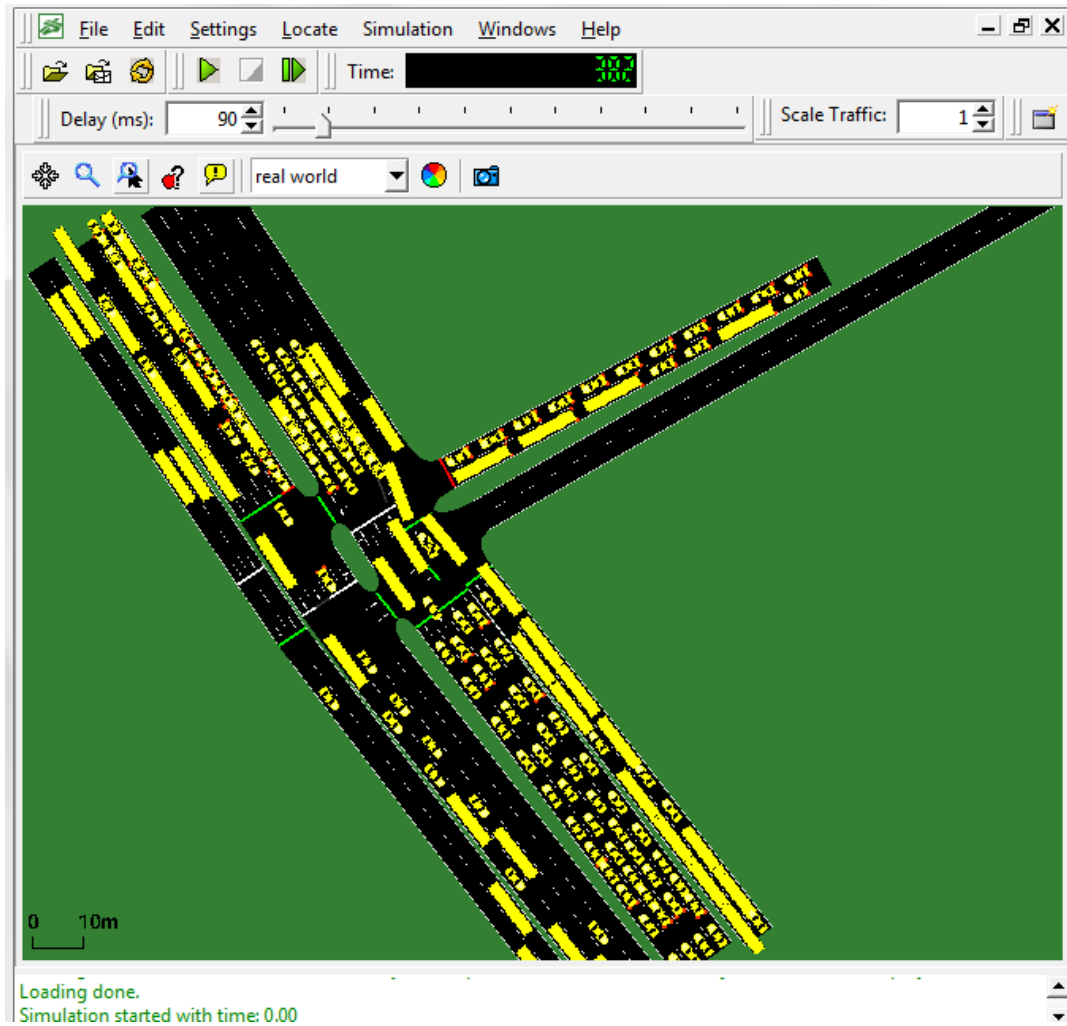 File Edit Settings Locate Simulation Windows Help
Time: 382
Delay (ms): 90 Scale Traffic: 1
real world
0 10m
Loading done.
Simulation started with time: 0.00